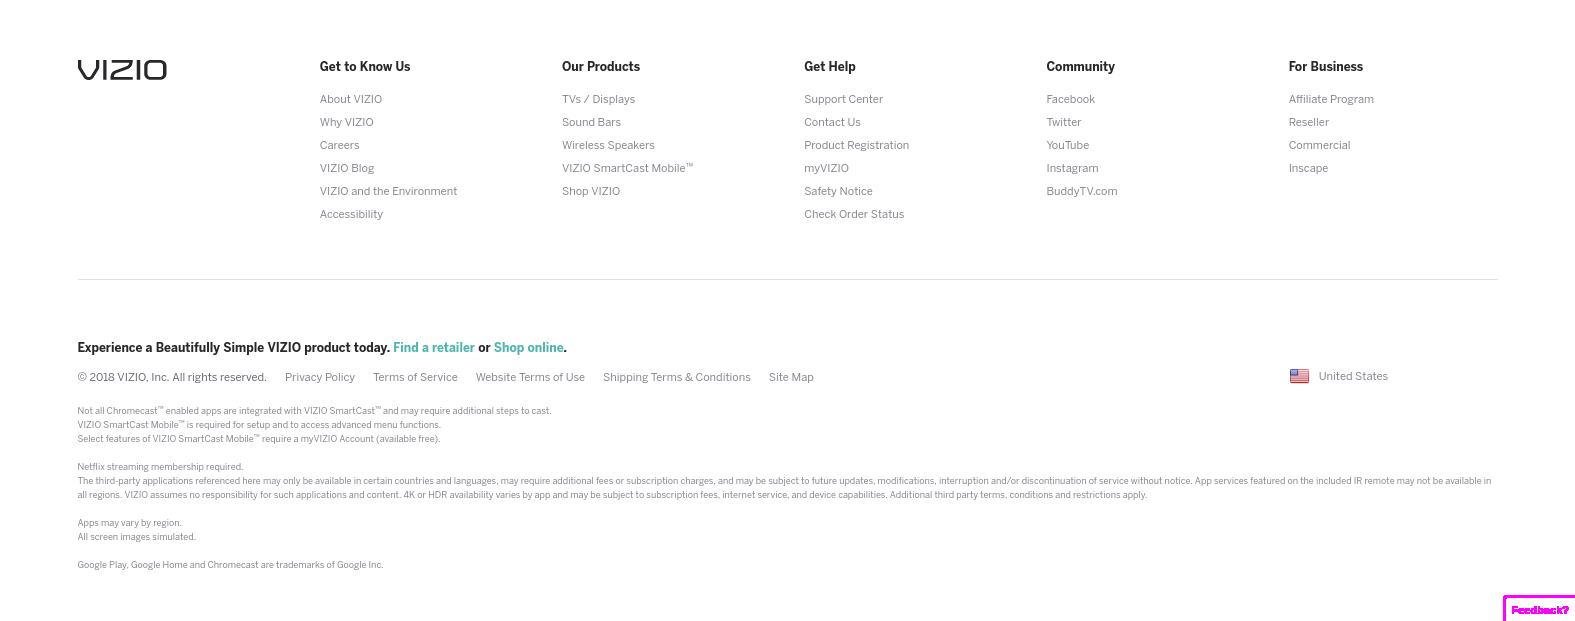 VIZIO
Get to Know Us
About VIZIO
Why VIZIO
Careers
VIZIO Blog
VIZIO and the Environment
Accessibility
Our Products
TVs / Displays
Sound Bars
Wireless Speakers
VIZIO SmartCast Mobile™
Shop VIZIO
Get Help
Support Center
Contact Us
Product Registration
myVIZIO
Safety Notice
Check Order Status
Community
Facebook
Twitter
YouTube
Instagram
BuddyTV.com
For Business
Affiliate Program
Reseller
Commercial
Inscape
Experience a Beautifully Simple VIZIO product today. Find a retailer or Shop online.
© 2018 VIZIO, Inc. All rights reserved. Privacy Policy Terms of Service Website Terms of Use Shipping Terms & Conditions Site Map
United States
Not all Chromecast™ enabled apps are integrated with VIZIO SmartCast™ and may require additional steps to cast.
VIZIO SmartCast Mobile™ is required for setup and to access advanced menu functions.
Select features of VIZIO SmartCast Mobile™ require a myVIZIO Account (available free).
Netflix streaming membership required.
The third-party applications referenced here may only be available in certain countries and languages, may require additional fees or subscription charges, and may be subject to future updates, modifications, interruption and/or discontinuation of service without notice. App services featured on the included IR remote may not be available in
all regions. VIZIO assumes no responsibility for such applications and content. 4K or HDR availability varies by app and may be subject to subscription fees, internet service, and device capabilities. Additional third party terms, conditions and restrictions apply.
Apps may vary by region.
All screen images simulated.
Google Play, Google Home and Chromecast are trademarks of Google Inc.
Feedback?